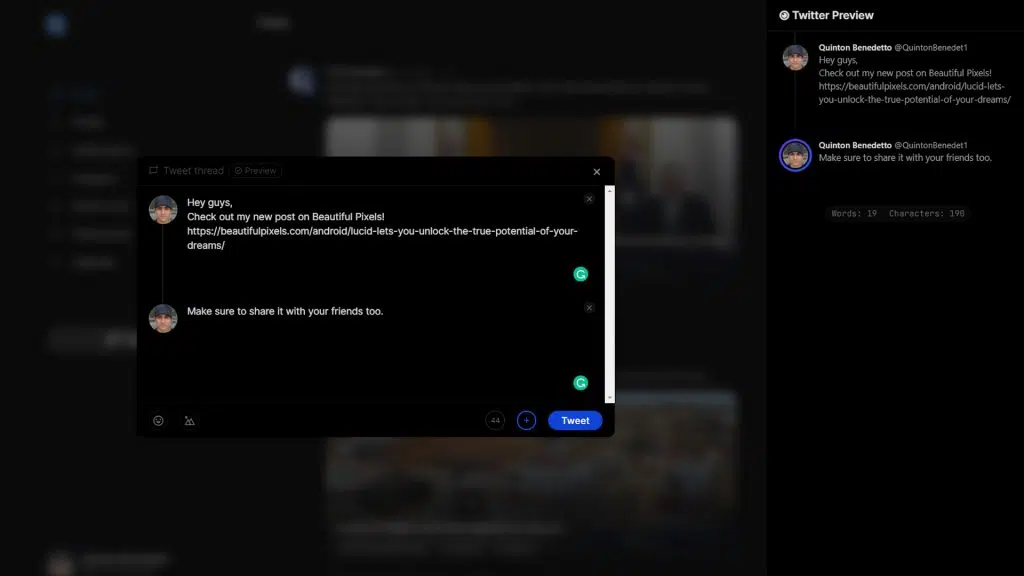 Tweet thread Preview
Hey guys,
Check out my new post on Beautiful Pixels!
https://beautifulpixels.com/android/lucid-lets-you-unlock-the-true-potential-of-your-
dreams/
Make sure to share it with your friends too.
44
Tweet
Twitter Preview
Quinton Benedetto @QuintonBenedet1
Hey guys,
Check out my new post on Beautiful Pixels!
https://beautifulpixels.com/android/lucid-lets-
you-unlock-the-true-potential-of-your-dreams/
Quinton Benedetto @QuintonBenedet1
Make sure to share it with your friends too.
Words: 19 Characters: 190